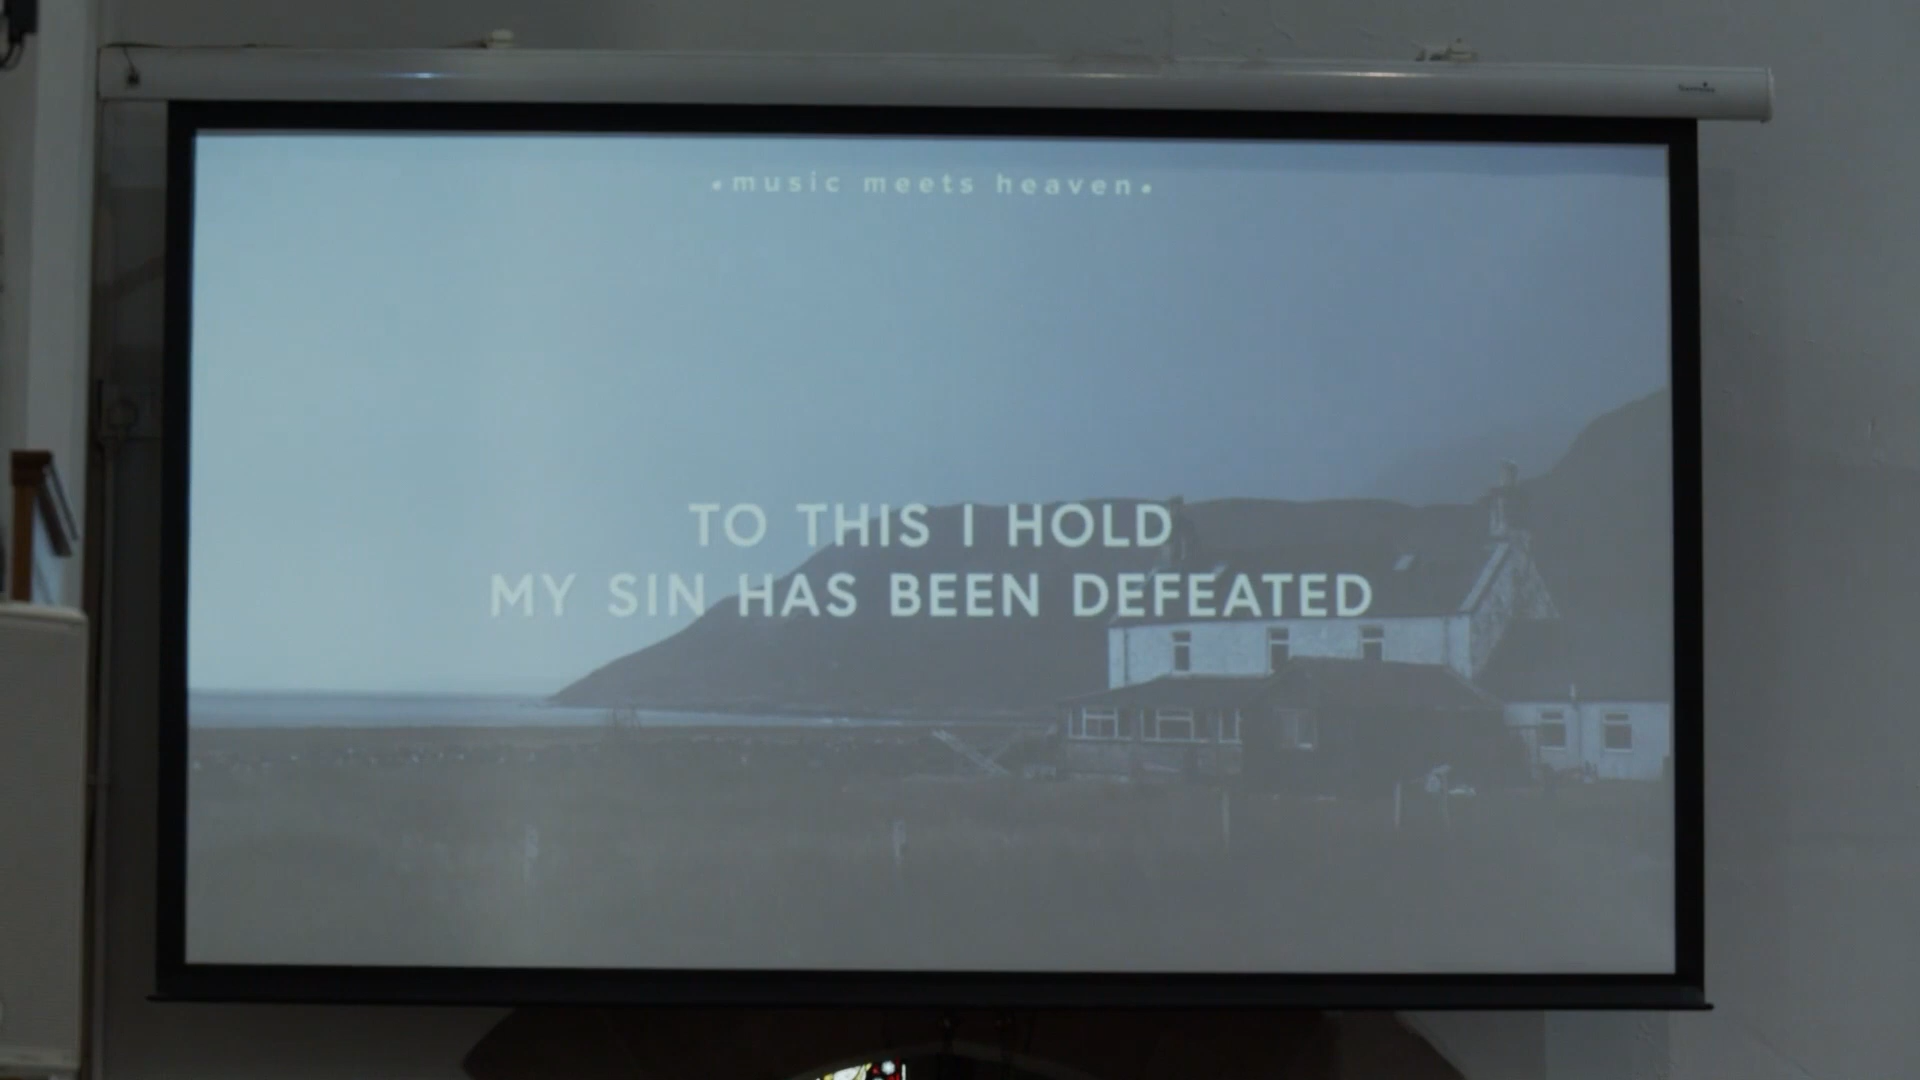 •music meets heaven•
TO THIS I HOLD
MY SIN HAS BEEN DEFEATED